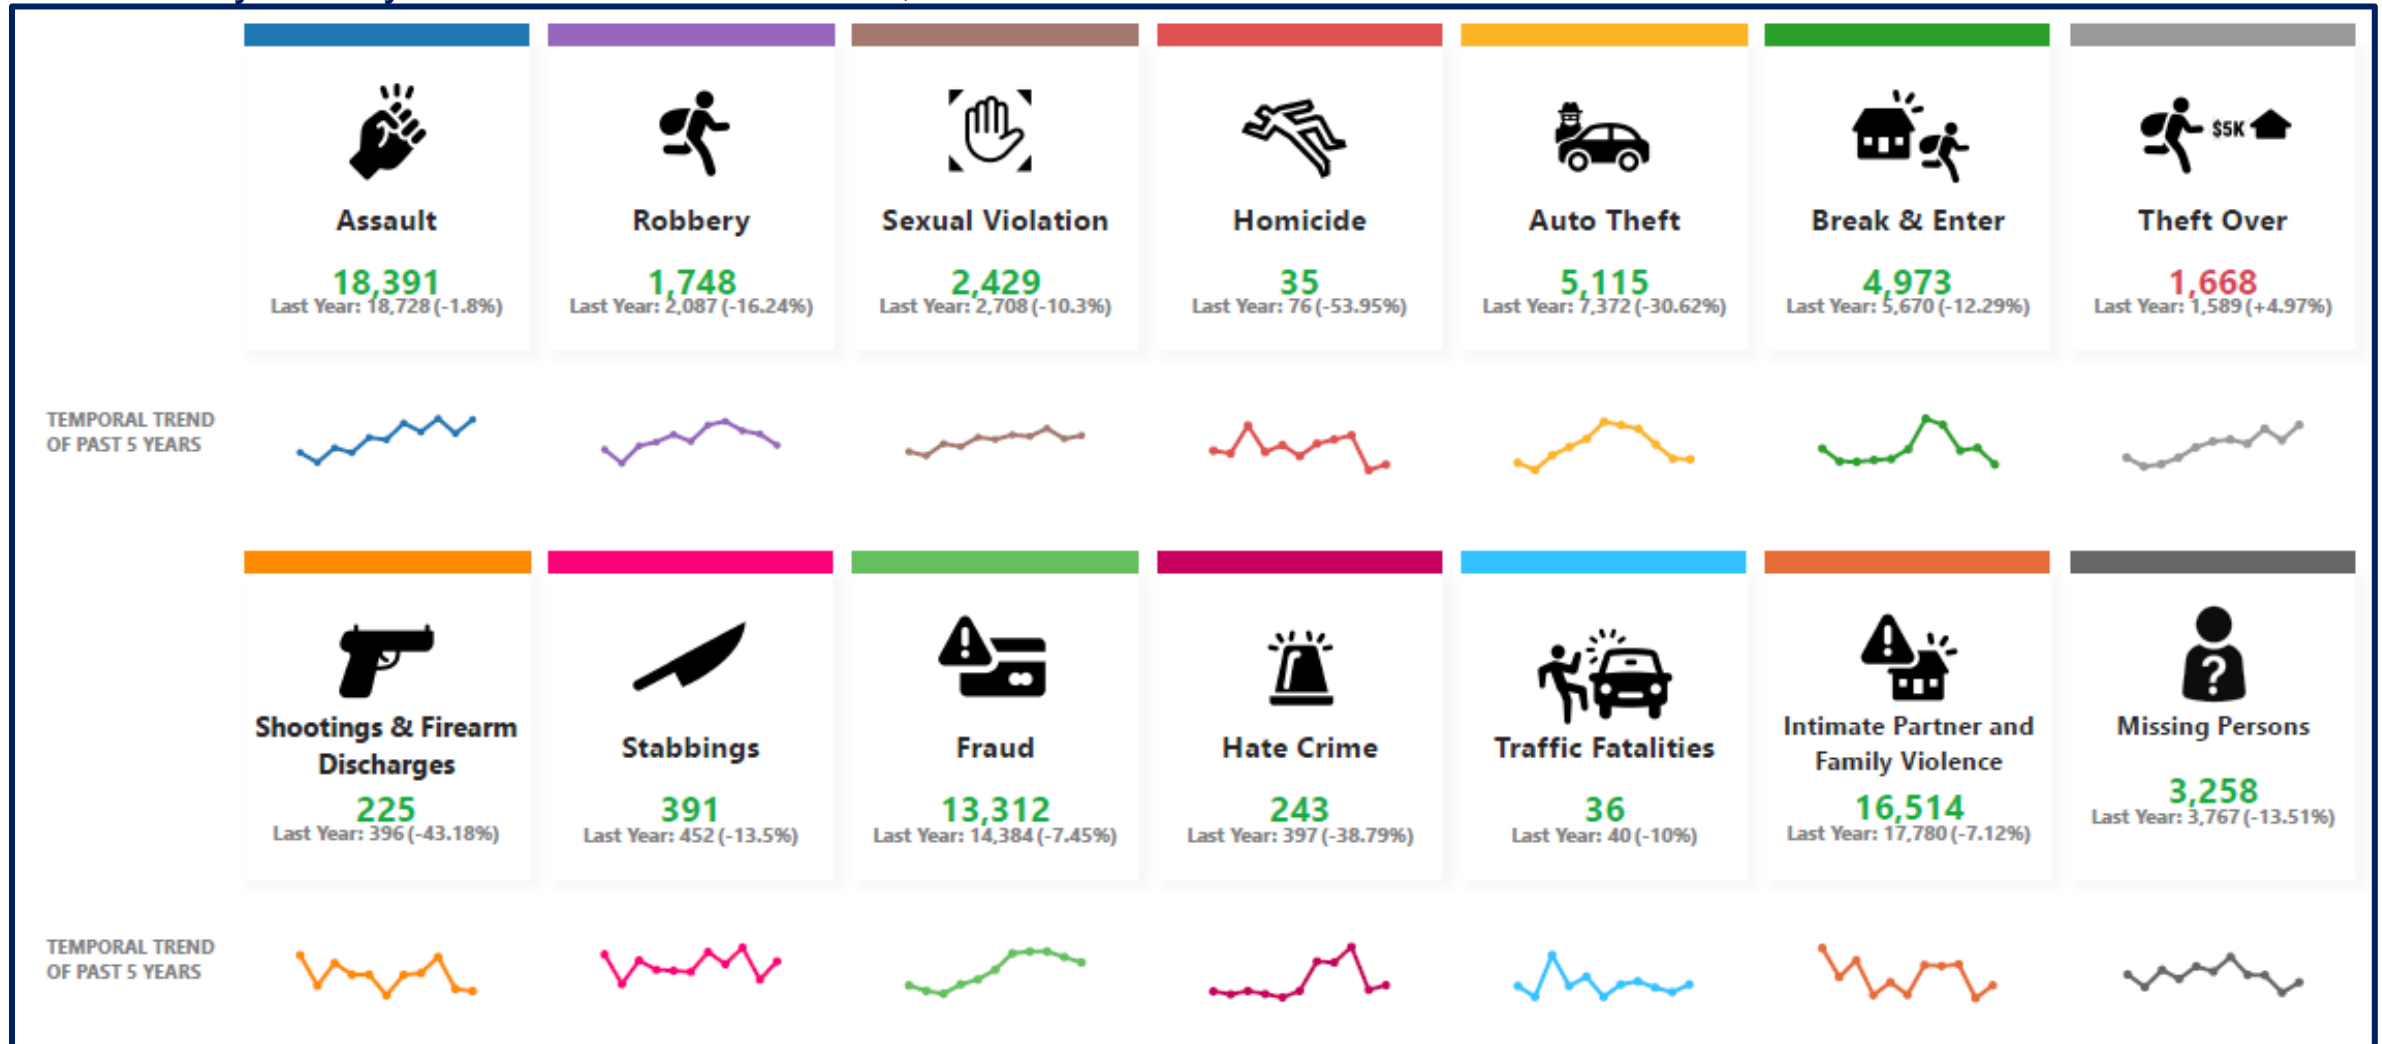 $5K
Assault
Robbery
Sexual Violation
Homicide
Auto Theft
Break & Enter
Theft Over
18,391
1,748
2,429
35
5,115
4,973
1,668
Last Year: 18,728 (-1.8%)
Last Year: 2,087 (-16.24%)
Last Year: 2,708 (-10.3%)
Last Year: 76 (-53.95%)
Last Year: 7,372 (-30.62%)
Last Year: 5,670 (-12.29%)
Last Year: 1,589 (+4.97%)
TEMPORAL TREND
OF PAST 5 YEARS
Shootings & Firearm
Discharges
Stabbings
Fraud
Hate Crime
Traffic Fatalities
Intimate Partner and
Family Violence
Missing Persons
225
391
13,312
243
36
16,514
3,258
Last Year: 396 (-43.18%)
Last Year: 452 (-13.5%)
Last Year: 14,384 (-7.45%)
Last Year: 397 (-38.79%)
Last Year: 40 (-10%)
Last Year: 17,780 (-7.12%)
Last Year: 3,767 (-13.51%)
TEMPORAL TREND
OF PAST 5 YEARS